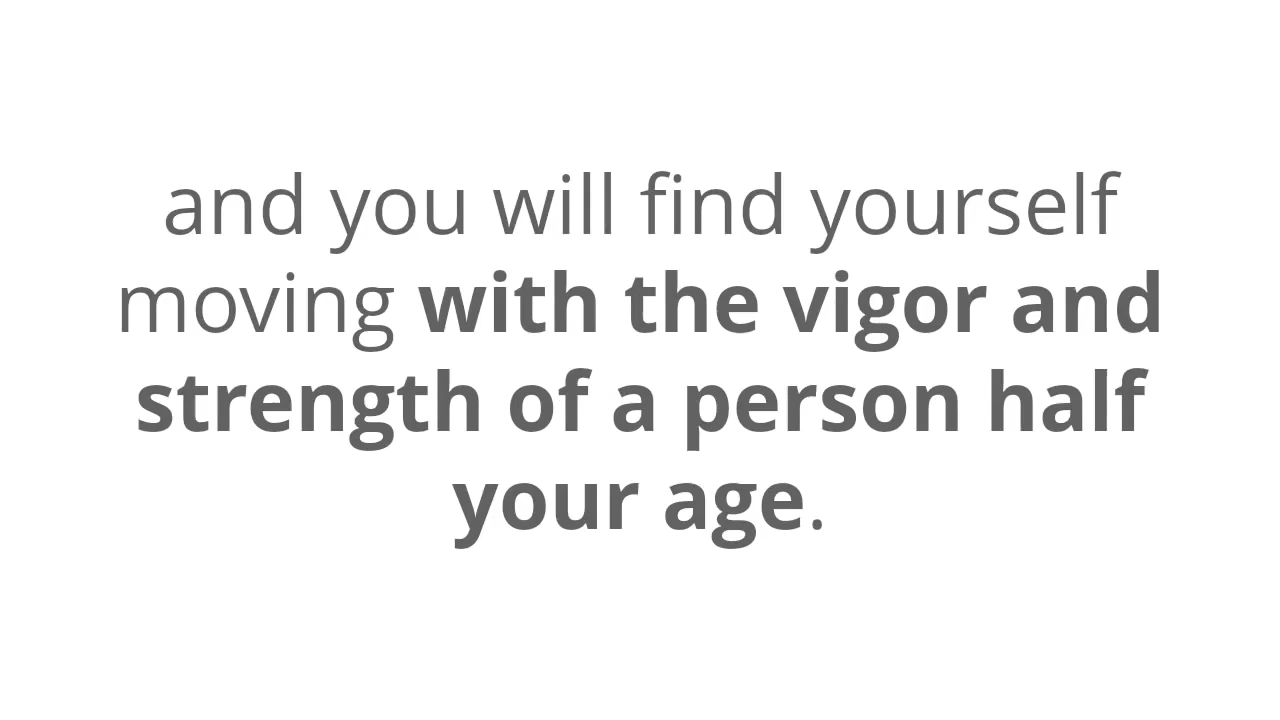 and you will find yourself
moving with the vigor and
strength of a person half
your age.